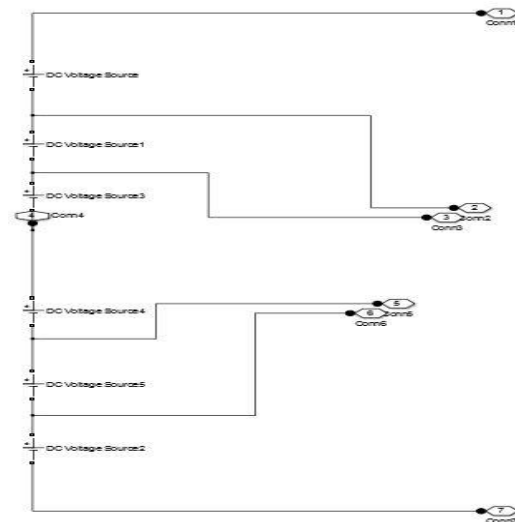 1
Conn1
DC Voltage Source
DC Voltage Source1
DC Voltage Source3
4
Conn4
2
Conn2
3
Conn3
5
Conn5
6
Conn6
DC Voltage Source4
DC Voltage Source5
DC Voltage Source2
7